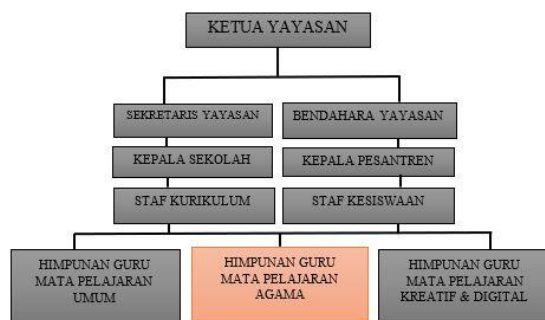 KETUA YAYASAN
SEKRETARIS YAYASAN
BENDAHARA YAYASAN
KEPALA SEKOLAH
KEPALA PESANTREN
STAF KURIKULUM
STAF KESISWAAN
HIMPUNAN GURU
MATA PELAJARAN
UMUM
HIMPUNAN GURU
MATA PELAJARAN
AGAMA
HIMPUNAN GURU
MATA PELAJARAN
KREATIF & DIGITAL